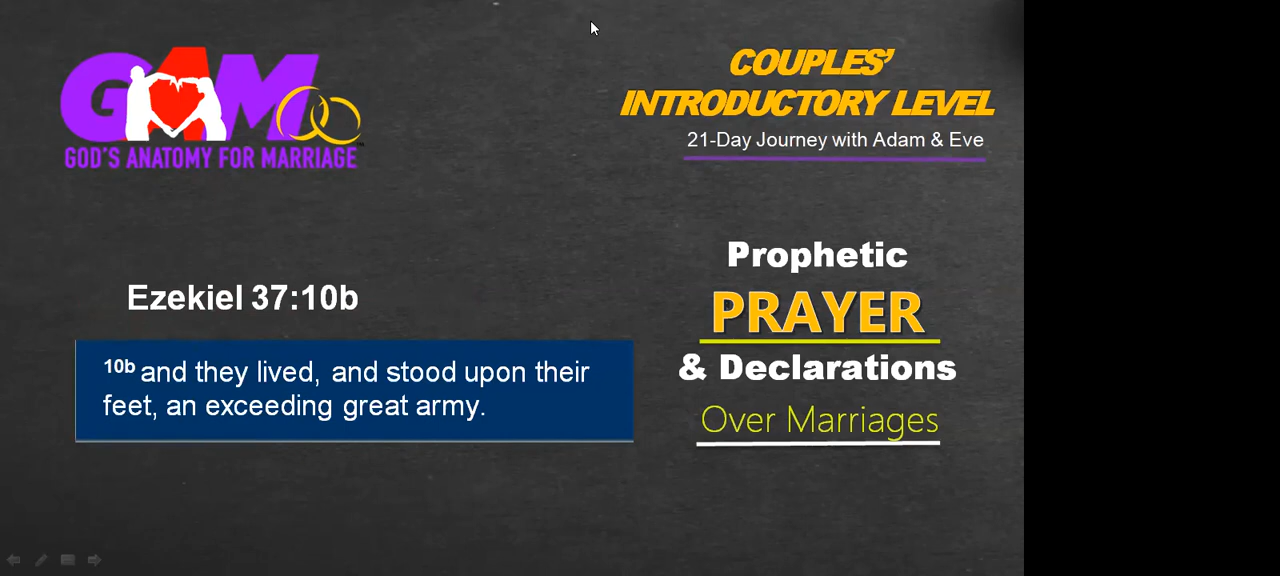 GAM
GOD'S ANATOMY FOR MARRIAGE
COUPLES'
INTRODUCTORY LEVEL
21-Day Journey with Adam & Eve
Ezekiel 37:10b
10b and they lived, and stood upon their
feet, an exceeding great army.
Prophetic
PRAYER
& Declarations
Over Marriages